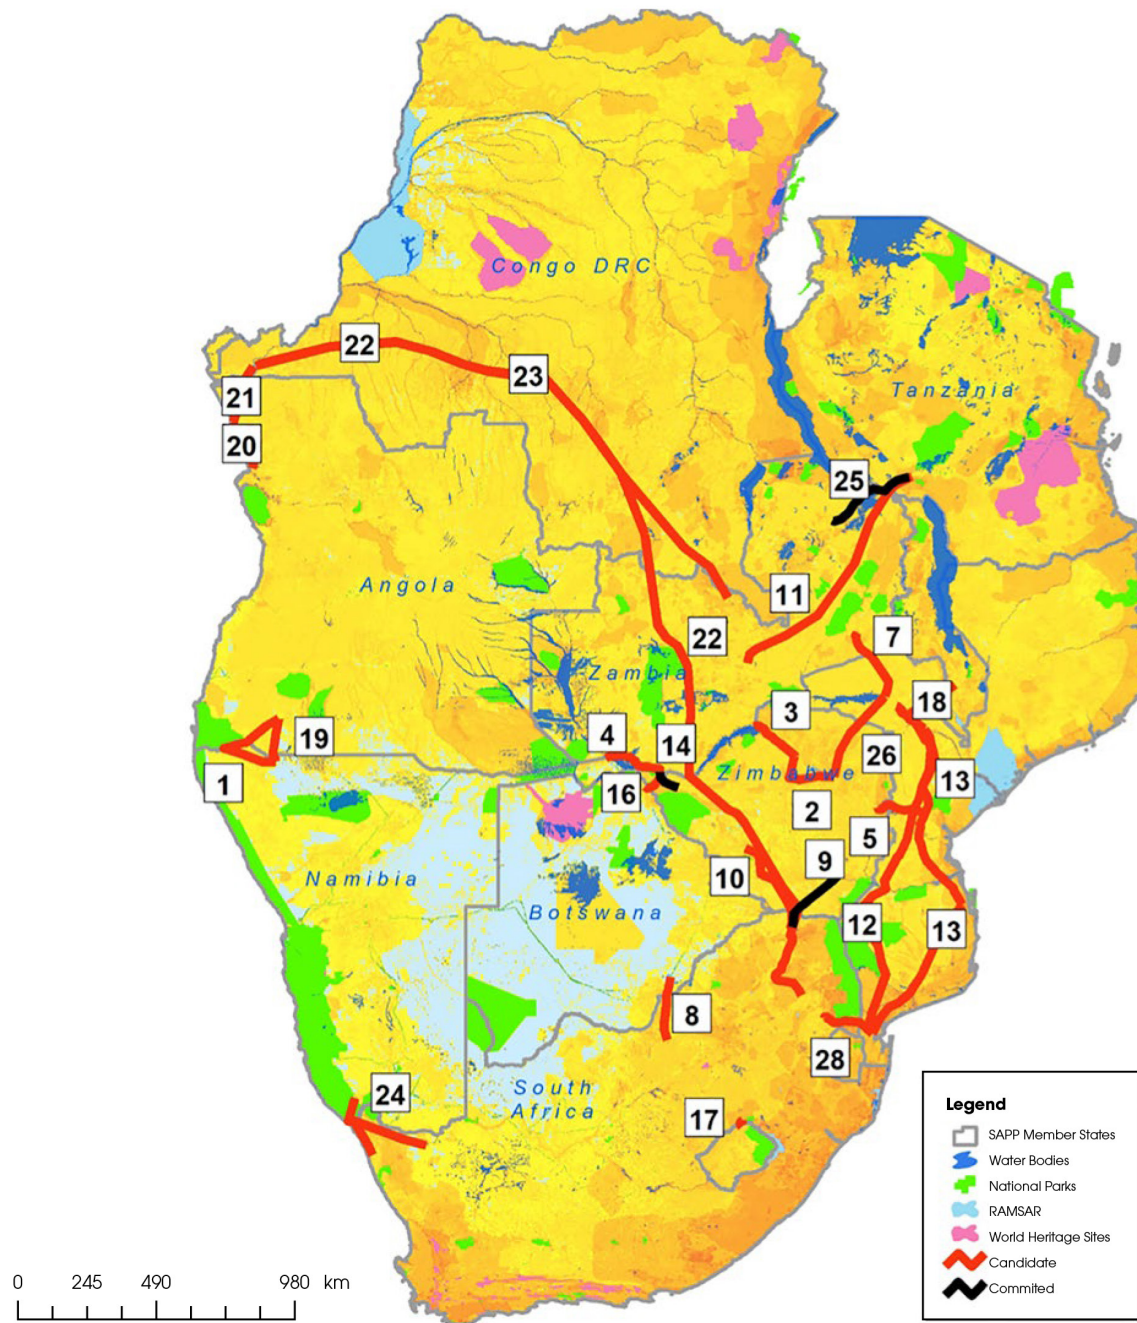 Congo DRC
22
23
21
Tanzania
20
25
Angola
11
22
7
Zambia
18
3
19
4
14
26
Zimbabwe
1
16
13
2
5
9
Namibia
10
Botswana
12
13
8
28
South
Africa
24
17
Legend
SAPP Member States
Water Bodies
National Parks
RAMSAR
World Heritage Sites
Candidate
Commited
0 245 490 980 km